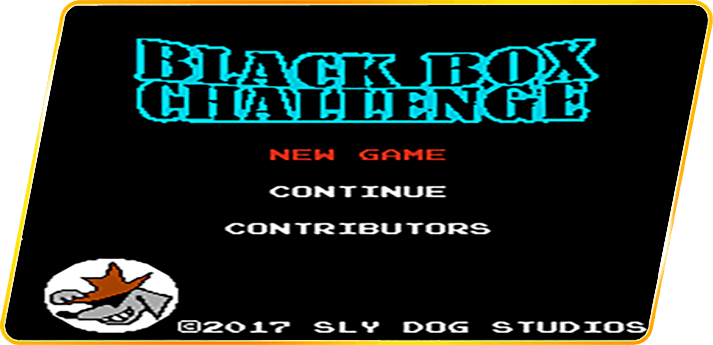 BLACK BOX
CHALLENGE
NEW GAME
CONTINUE
CONTRIBUTORS
©2017 SLY DOG STUDIOS